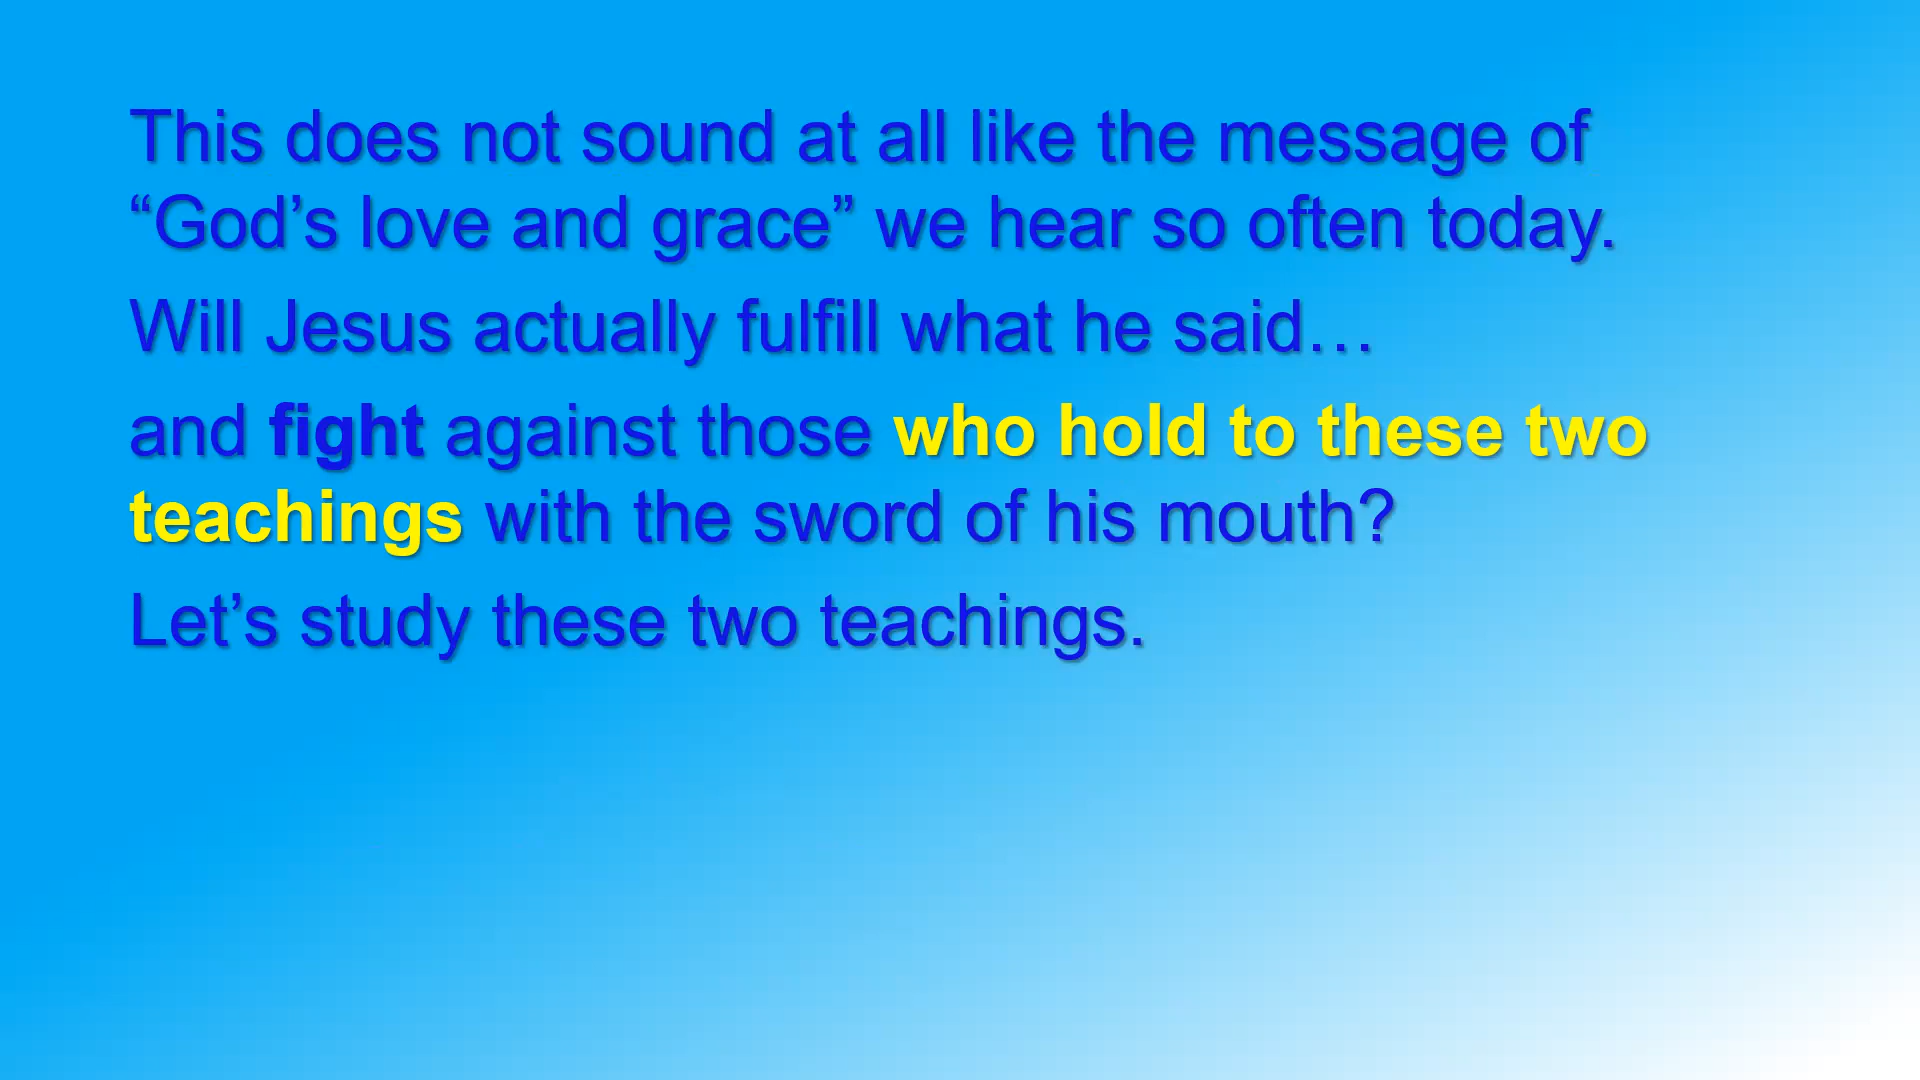 This does not sound at all like the message of
“God’s love and grace” we hear so often today.
Will Jesus actually fulfill what he said…
and fight against those who hold to these two
teachings with the sword of his mouth?
Let’s study these two teachings.